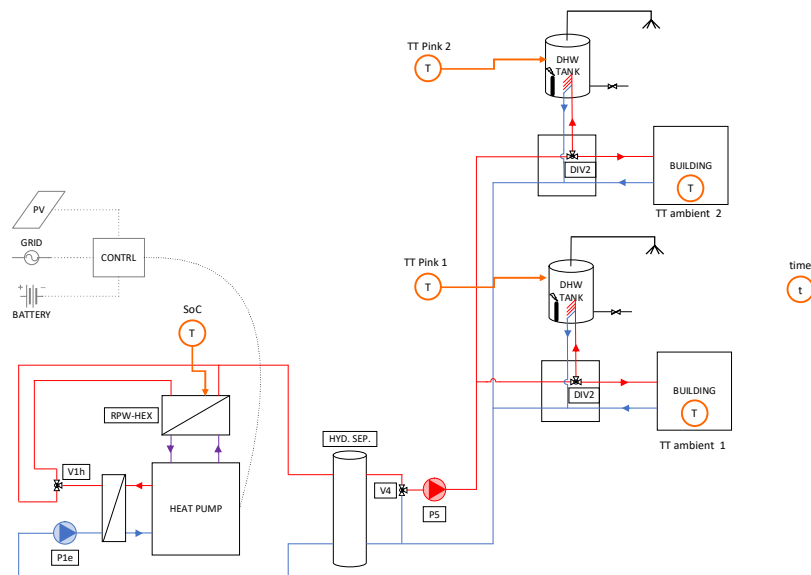 TT Pink 2
T
DHW
TANK
DIV2
BUILDING
T
TT ambient 2
PV
GRID
CONTRL
+ −
BATTERY
TT Pink 1
T
DHW
TANK
DIV2
BUILDING
T
TT ambient 1
time
t
SoC
T
RPW-HEX
HYD. SEP.
V1h
V4
HEAT PUMP
P5
P1e